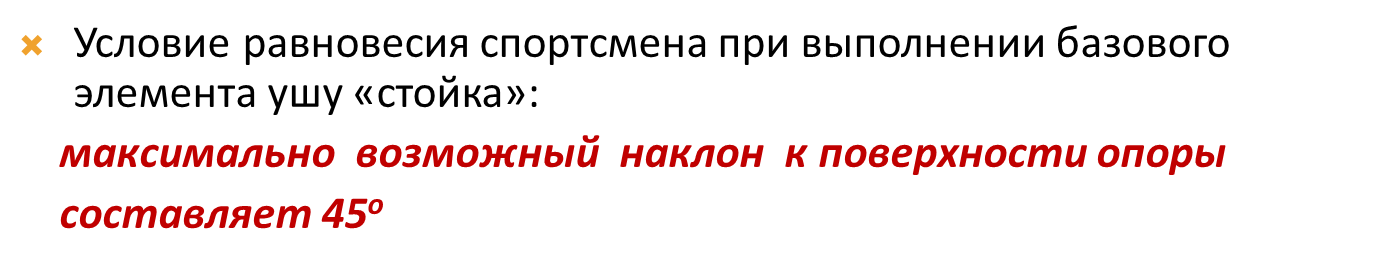 Условие равновесия спортсмена при выполнении базового
элемента ушу «стойка»:
максимально возможный наклон к поверхности опоры
составляет 45º